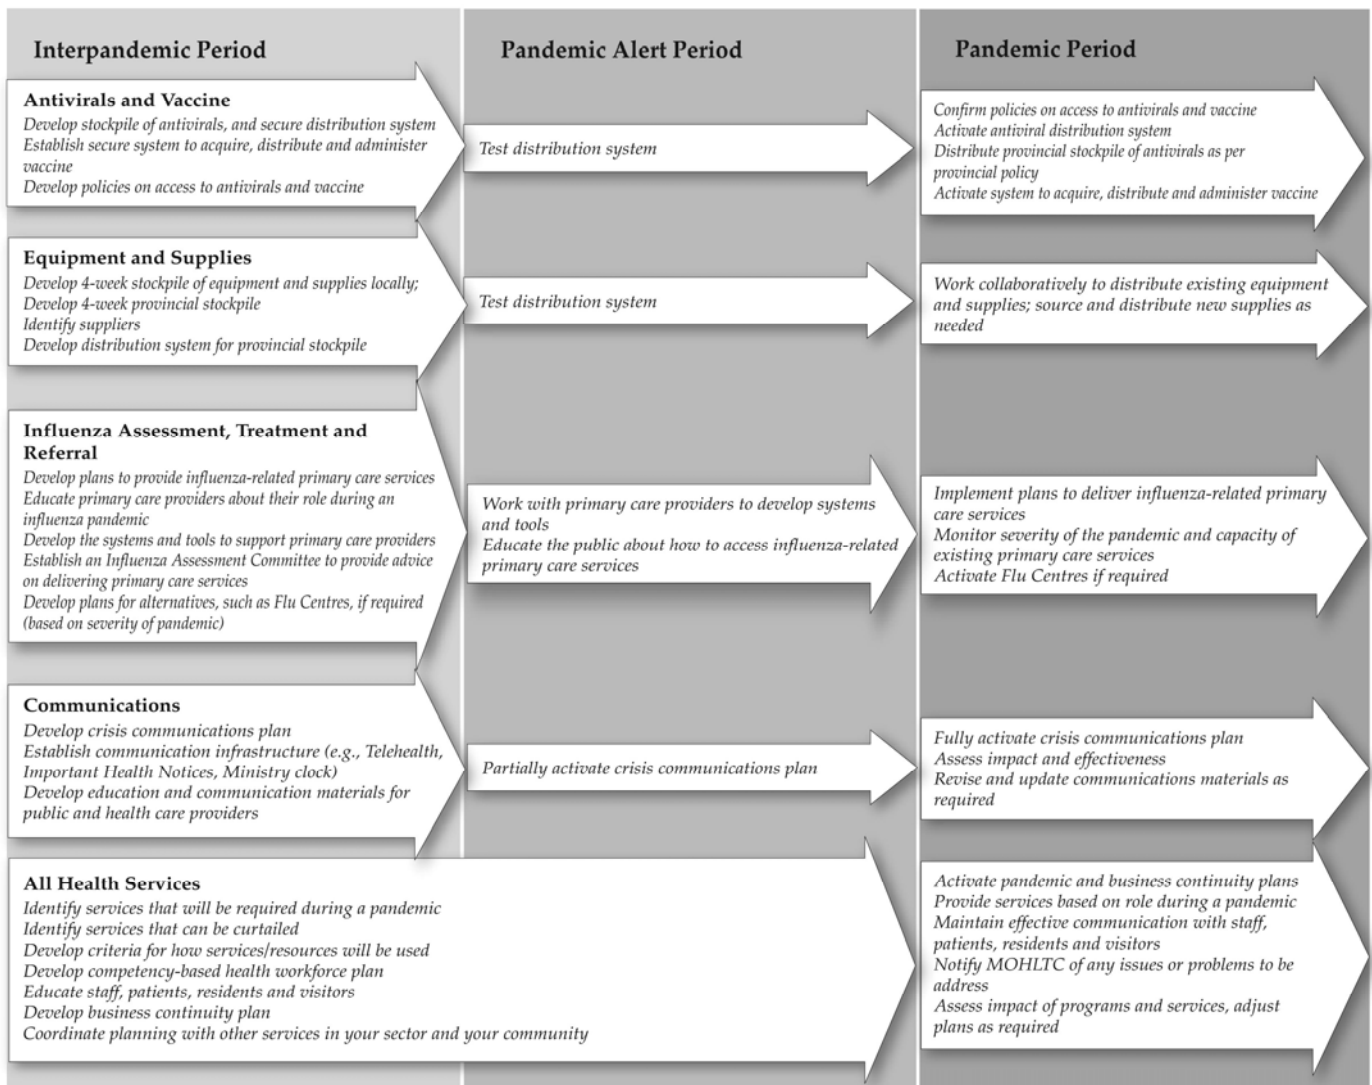 Interpandemic Period
Pandemic Alert Period
Pandemic Period
Antivirals and Vaccine
Develop stockpile of antivirals, and secure distribution system
Establish secure system to acquire, distribute and administer
vaccine
Develop policies on access to antivirals and vaccine
Test distribution system
Confirm policies on access to antivirals and vaccine
Activate antiviral distribution system
Distribute provincial stockpile of antivirals as per
provincial policy
Activate system to acquire, distribute and administer vaccine
Equipment and Supplies
Develop 4-week stockpile of equipment and supplies locally;
Develop 4-week provincial stockpile
Identify suppliers
Develop distribution system for provincial stockpile
Test distribution system
Work collaboratively to distribute existing equipment
and supplies; source and distribute new supplies as
needed
Influenza Assessment, Treatment and
Referral
Develop plans to provide influenza-related primary care services
Educate primary care providers about their role during an
influenza pandemic
Develop the systems and tools to support primary care providers
Establish an Influenza Assessment Committee to provide advice
on delivering primary care services
Develop plans for alternatives, such as Flu Centres, if required
(based on severity of pandemic)
Work with primary care providers to develop systems
and tools
Educate the public about how to access influenza-related
primary care services
Implement plans to deliver influenza-related primary
care services
Monitor severity of the pandemic and capacity of
existing primary care services
Activate Flu Centres if required
Communications
Develop crisis communications plan
Establish communication infrastructure (e.g., Telehealth,
Important Health Notices, Ministry clock)
Develop education and communication materials for
public and health care providers
Partially activate crisis communications plan
Fully activate crisis communications plan
Assess impact and effectiveness
Revise and update communications materials as
required
All Health Services
Identify services that will be required during a pandemic
Identify services that can be curtailed
Develop criteria for how services/resources will be used
Develop competency-based health workforce plan
Educate staff, patients, residents and visitors
Develop business continuity plan
Coordinate planning with other services in your sector and your community
Activate pandemic and business continuity plans
Provide services based on role during a pandemic
Maintain effective communication with staff,
patients, residents and visitors
Notify MOHLTC of any issues or problems to be
address
Assess impact of programs and services, adjust
plans as required